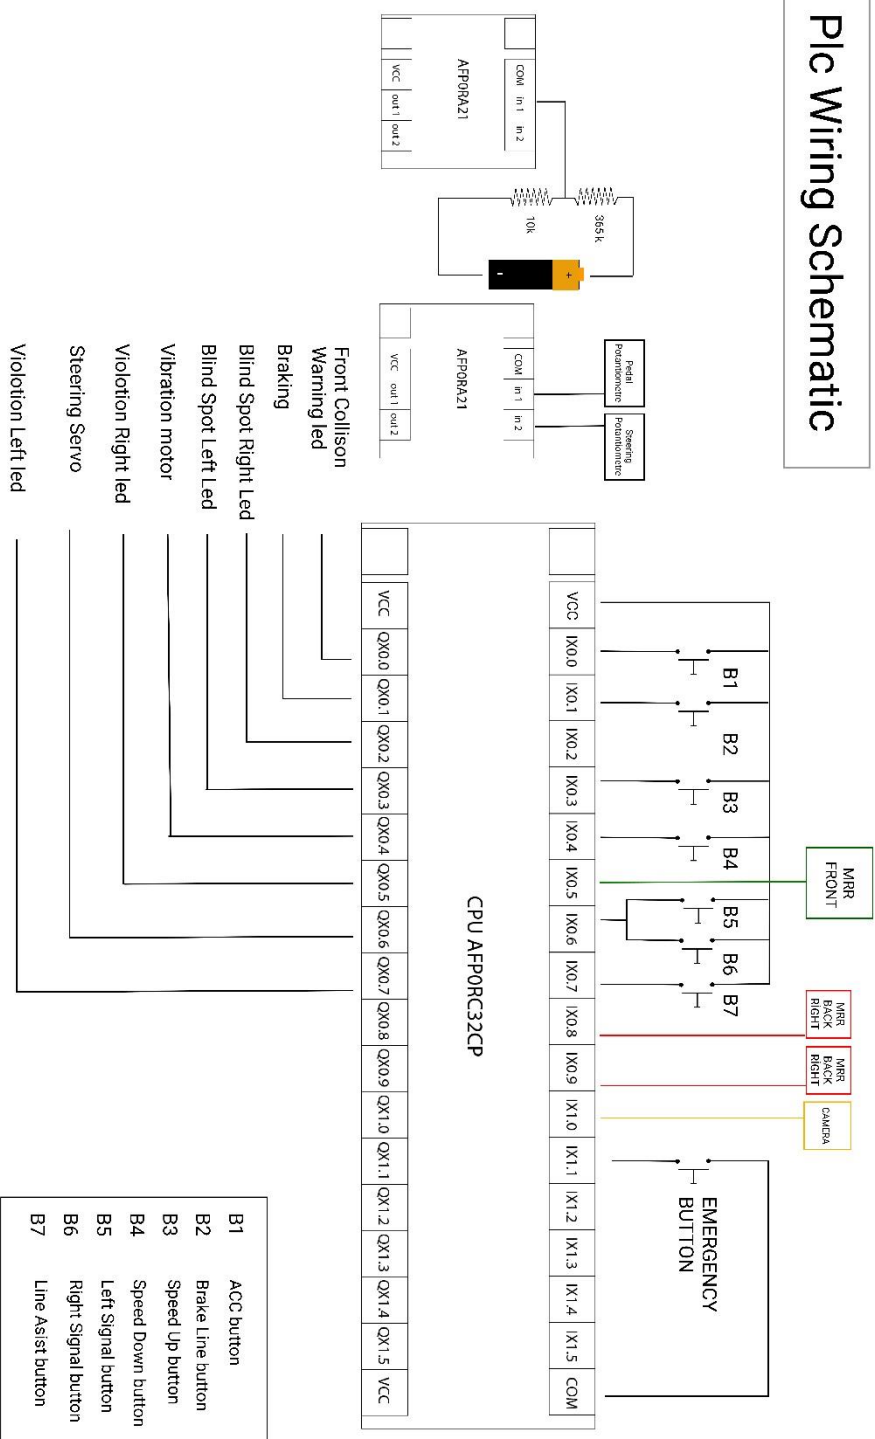 Plc Wiring Schematic
COM in 1 in 2
AFP0RA21
VCC out 1 out 2
365 k
10k
+
-
Pedal
Potantiometre
Steering
Potantiometre
COM in 1 in 2
AFP0RA21
VCC out 1 out 2
B1
B2
B3
B4
MRR
FRONT
B5
B6
B7
MRR
BACK
RİGHT
MRR
BACK
RİGHT
CAMERA
EMERGENCY
BUTTON
VCC IX0.0 IX0.1 IX0.2 IX0.3 IX0.4 IX0.5 IX0.6 IX0.7 IX0.8 IX0.9 IX1.0 IX1.1 IX1.2 IX1.3 IX1.4 IX1.5 COM
CPU AFP0RC32CP
VCC QX0.0 QX0.1 QX0.2 QX0.3 QX0.4 QX0.5 QX0.6 QX0.7 QX0.8 QX0.9 QX1.0 QX1.1 QX1.2 QX1.3 QX1.4 QX1.5 VCC
Front Collison
Warning led
Braking
Blind Spot Right Led
Blind Spot Left Led
Vibration motor
Violotion Right led
Steering Servo
Violotion Left led
B1 ACC button
B2 Brake Line button
B3 Speed Up button
B4 Speed Down button
B5 Left Signal button
B6 Right Signal button
B7 Line Asist button